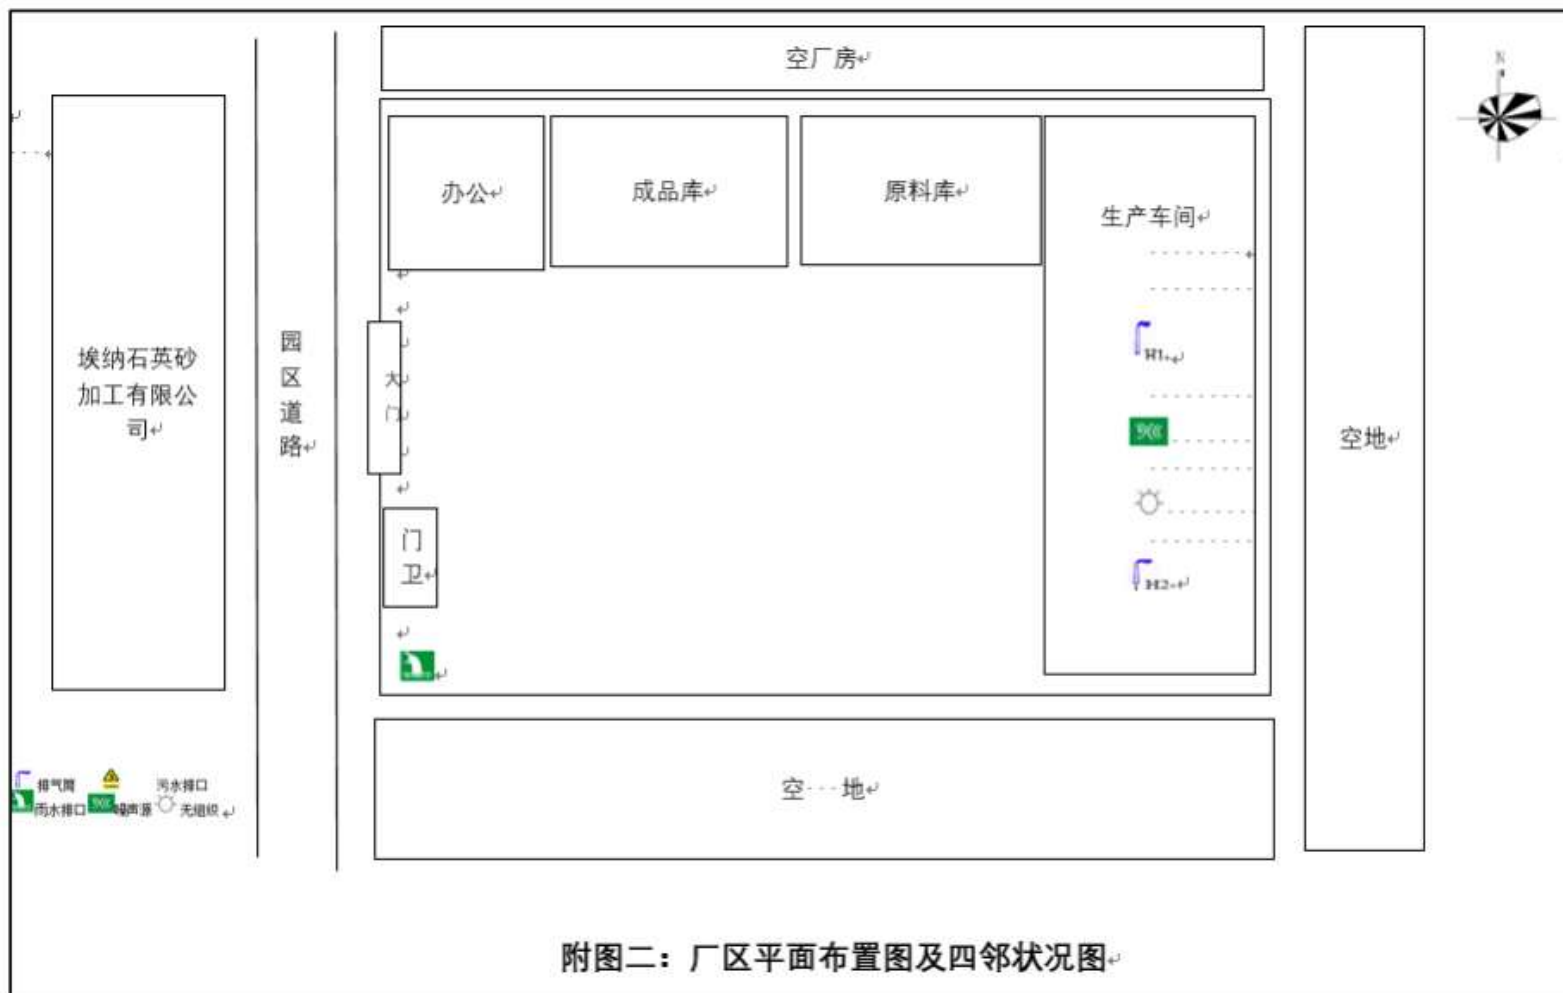 空厂房
N
办公
成品库
原料库
生产车间
埃纳石英砂
加工有限公
司
园
区
道
路
大
门
H1
空地
门
卫
H2
排气筒
污水排口
雨水排口
噪声源
无组织
空 地
附图二：厂区平面布置图及四邻状况图